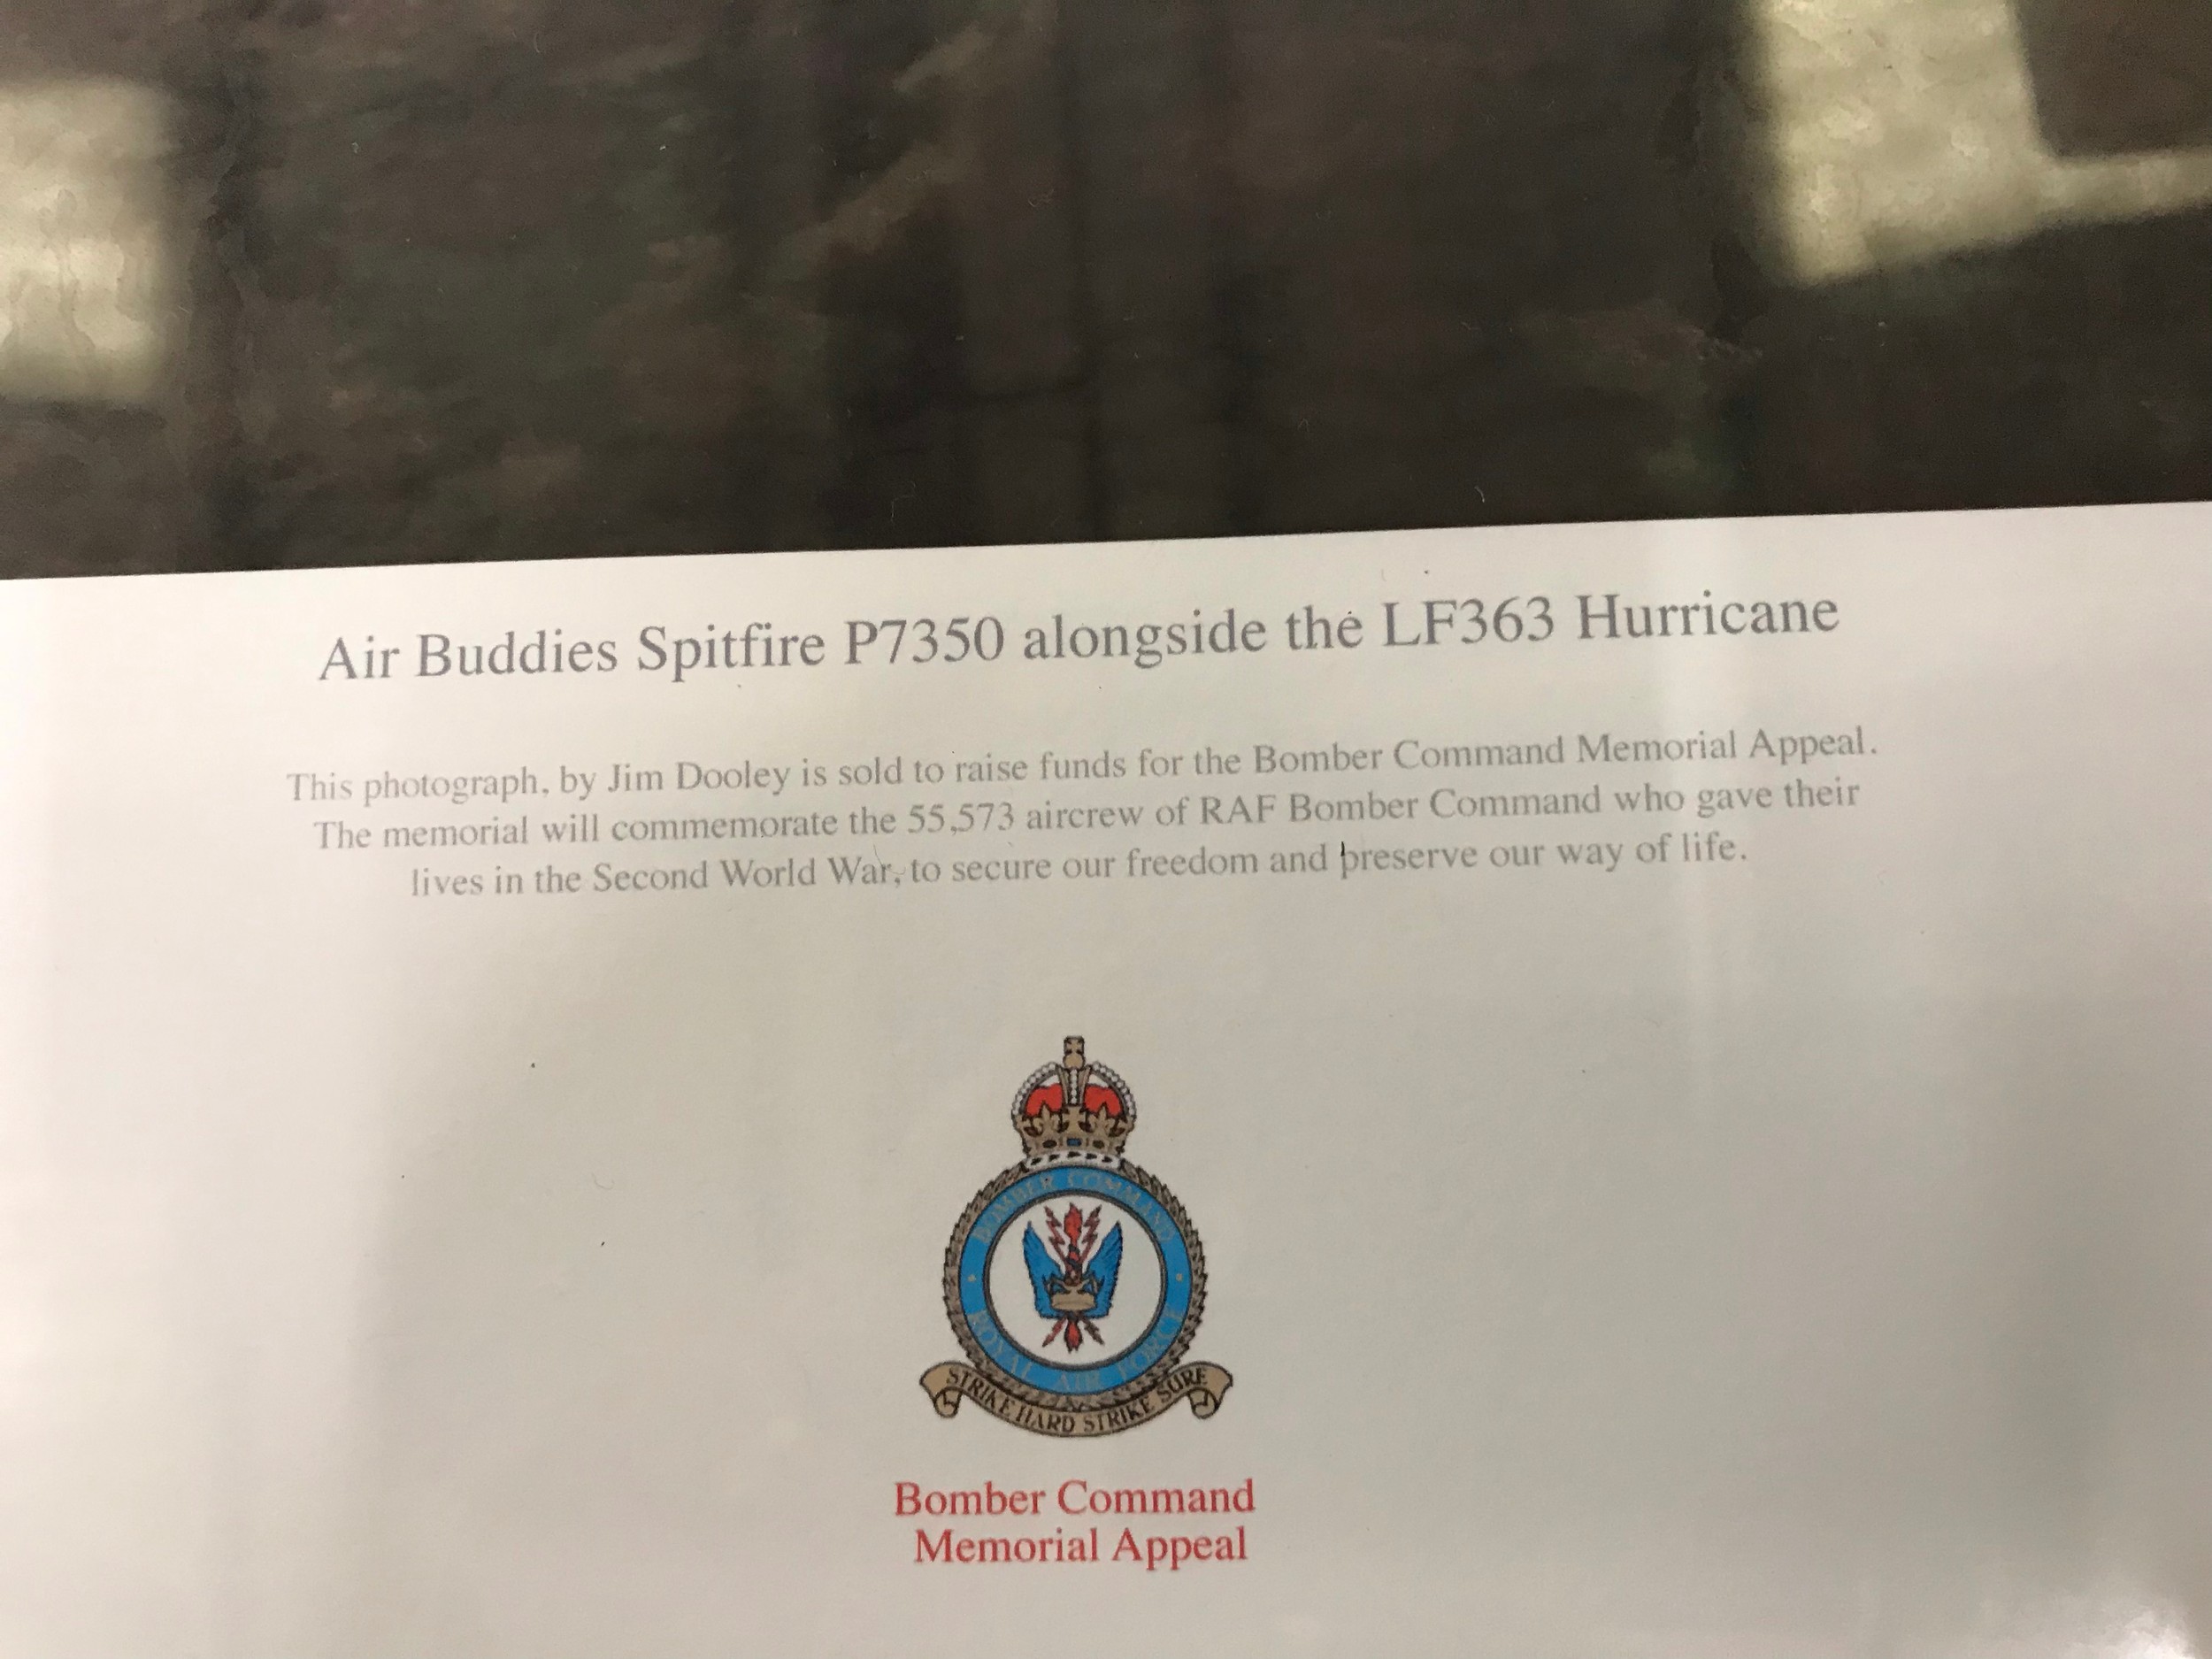 Air Buddies Spitfire P7350 alongside the LF363 Hurricane
This photograph, by Jim Dooley is sold to raise funds for the Bomber Command Memorial Appeal.
The memorial will commemorate the 55,573 aircrew of RAF Bomber Command who gave their
lives in the Second World War, to secure our freedom and preserve our way of life.
BOMBER COMMAND
ROYAL AIR FORCE
STRIKE HARD STRIKE SURE
Bomber Command
Memorial Appeal